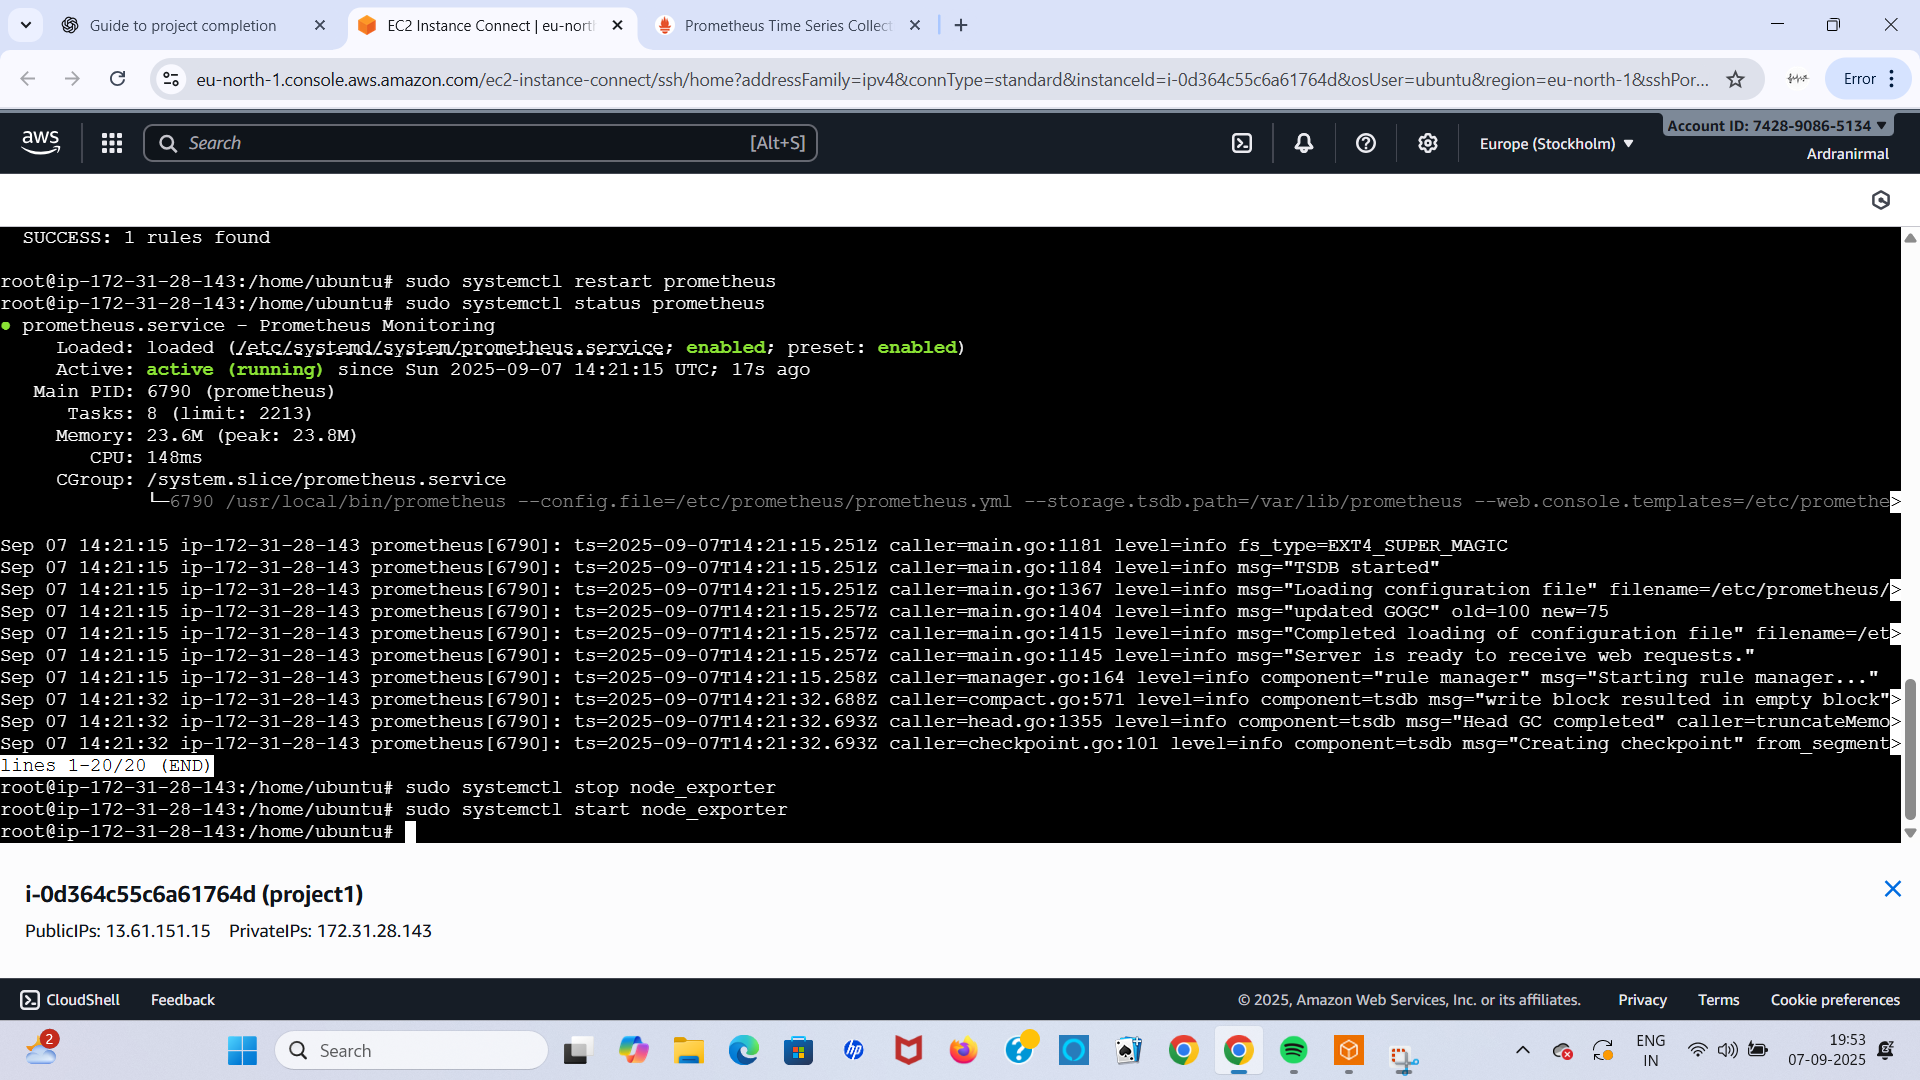 Guide to project completion
EC2 Instance Connect | eu-nort
Prometheus Time Series Collect
eu-north-1.console.aws.amazon.com/ec2-instance-connect/ssh/home?addressFamily=ipv4&connType=standard&instanceId=i-0d364c55c6a61764d&osUser=ubuntu&region=eu-north-1&sshPor...
Error
aws
Search
[Alt+S]
Europe (Stockholm)
Account ID: 7428-9086-5134
Ardranirmal
SUCCESS: 1 rules found
root@ip-172-31-28-143:/home/ubuntu# sudo systemctl restart prometheus
root@ip-172-31-28-143:/home/ubuntu# sudo systemctl status prometheus
● prometheus.service - Prometheus Monitoring
Loaded: loaded (/etc/systemd/system/prometheus.service; enabled; preset: enabled)
Active: active (running) since Sun 2025-09-07 14:21:15 UTC; 17s ago
Main PID: 6790 (prometheus)
Tasks: 8 (limit: 2213)
Memory: 23.6M (peak: 23.8M)
CPU: 148ms
CGroup: /system.slice/prometheus.service
└─6790 /usr/local/bin/prometheus --config.file=/etc/prometheus/prometheus.yml --storage.tsdb.path=/var/lib/prometheus --web.console.templates=/etc/promethe>
Sep 07 14:21:15 ip-172-31-28-143 prometheus[6790]: ts=2025-09-07T14:21:15.251Z caller=main.go:1181 level=info fs_type=EXT4_SUPER_MAGIC
Sep 07 14:21:15 ip-172-31-28-143 prometheus[6790]: ts=2025-09-07T14:21:15.252Z caller=main.go:1184 level=info msg="TSDB started"
Sep 07 14:21:15 ip-172-31-28-143 prometheus[6790]: ts=2025-09-07T14:21:15.252Z caller=main.go:1367 level=info msg="Loading configuration file" filename=/etc/prometheus/>
Sep 07 14:21:15 ip-172-31-28-143 prometheus[6790]: ts=2025-09-07T14:21:15.257Z caller=main.go:1404 level=info msg="updated GOGC" old=100 new=75
Sep 07 14:21:15 ip-172-31-28-143 prometheus[6790]: ts=2025-09-07T14:21:15.257Z caller=main.go:1415 level=info msg="Completed loading of configuration file" filename=/et>
Sep 07 14:21:15 ip-172-31-28-143 prometheus[6790]: ts=2025-09-07T14:21:15.257Z caller=main.go:1145 level=info msg="Server is ready to receive web requests."
Sep 07 14:21:15 ip-172-31-28-143 prometheus[6790]: ts=2025-09-07T14:21:15.258Z caller=manager.go:164 level=info component="rule manager" msg="Starting rule manager..."
Sep 07 14:21:32 ip-172-31-28-143 prometheus[6790]: ts=2025-09-07T14:21:32.688Z caller=compact.go:571 level=info component=tsdb msg="write block resulted in empty block">
Sep 07 14:21:32 ip-172-31-28-143 prometheus[6790]: ts=2025-09-07T14:21:32.693Z caller=head.go:1355 level=info component=tsdb msg="Head GC completed" caller=truncateMemo>
Sep 07 14:21:32 ip-172-31-28-143 prometheus[6790]: ts=2025-09-07T14:21:32.693Z caller=checkpoint.go:101 level=info component=tsdb msg="Creating checkpoint" from_segment>
lines 1-20/20 (END)
root@ip-172-31-28-143:/home/ubuntu# sudo systemctl stop node_exporter
root@ip-172-31-28-143:/home/ubuntu# sudo systemctl start node_exporter
root@ip-172-31-28-143:/home/ubuntu#
i-0d364c55c6a61764d (project1)
PublicIPs: 13.61.151.15 PrivateIPs: 172.31.28.143
CloudShell
Feedback
© 2025, Amazon Web Services, Inc. or its affiliates.
Privacy
Terms
Cookie preferences
2
Search
hp
ENG
IN
19:53
07-09-2025